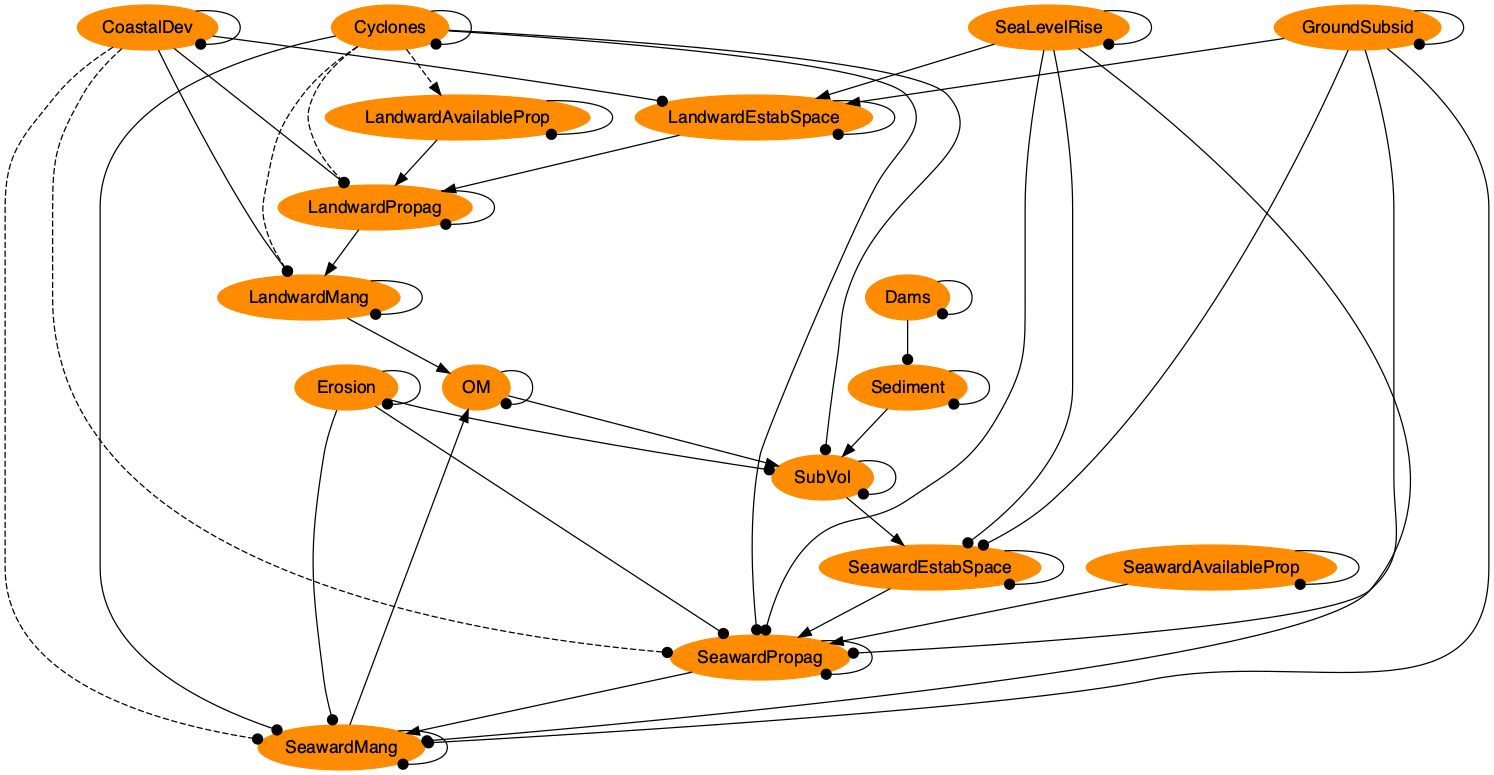 CoastalDev
Cyclones
SeaLevelRise
GroundSubsid
LandwardAvailableProp
LandwardEstabSpace
LandwardPropag
LandwardMang
Dams
Erosion
OM
Sediment
SubVol
SeawardEstabSpace
SeawardAvailableProp
SeawardPropag
SeawardMang